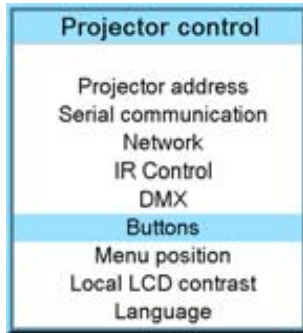 Projector control
Projector address
Serial communication
Network
IR Control
DMX
Buttons
Menu position
Local LCD contrast
Language